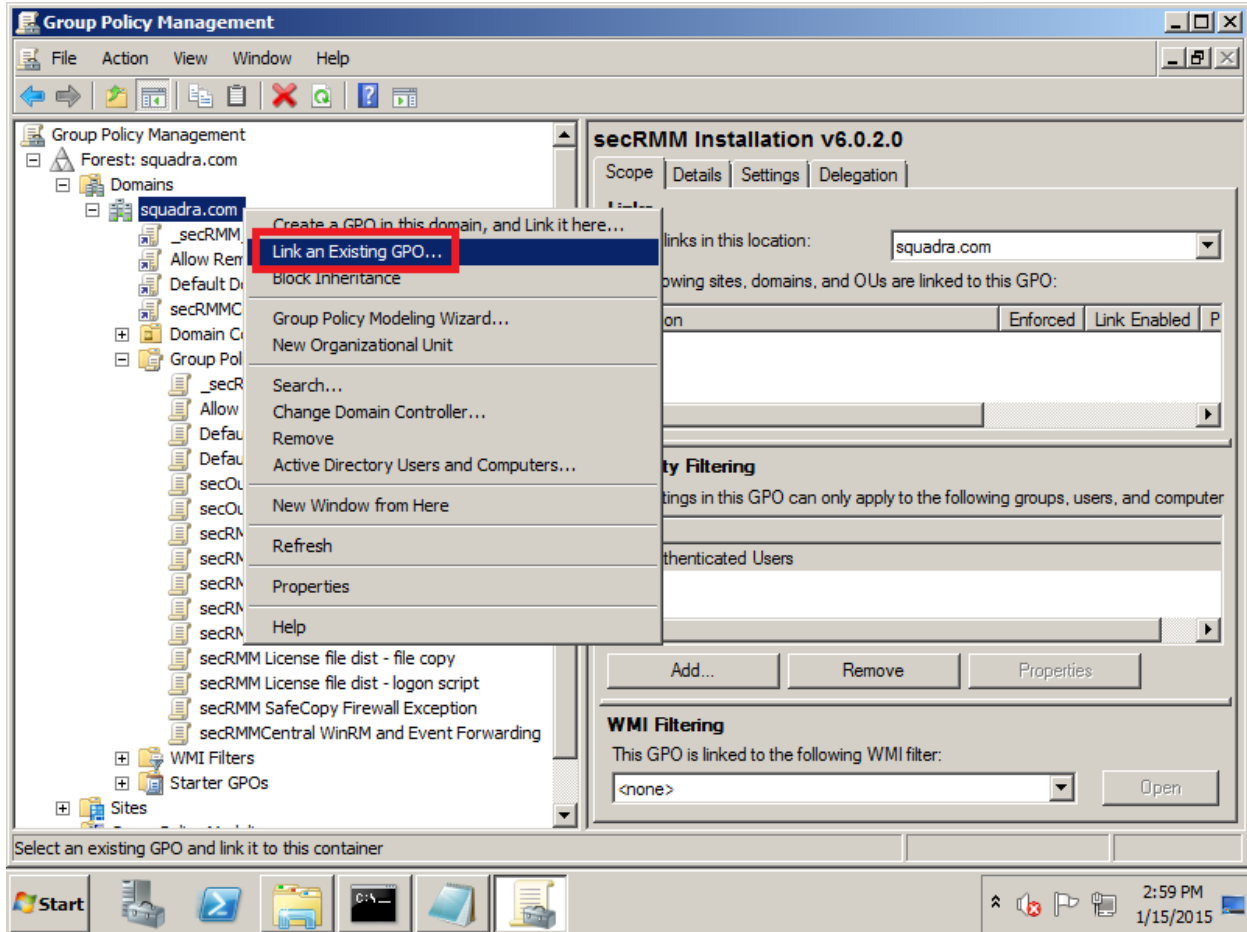 Group Policy Management
File Action View Window Help
Group Policy Management
Forest: squadra.com
Domains
squadra.com
_secRMM_
Allow Rem
Default Do
secRMMC
Domain Co
Group Pol
_secR
Allow
Defau
Defau
secOu
secOu
secRM
secRM
secRM
secRM
secRM
secRMM License file dist - file copy
secRMM License file dist - logon script
secRMM SafeCopy Firewall Exception
secRMMCentral WinRM and Event Forwarding
WMI Filters
Starter GPOs
Sites
Create a GPO in this domain, and Link it here...
Link an Existing GPO...
Block Inheritance
Group Policy Modeling Wizard...
New Organizational Unit
Search...
Change Domain Controller...
Remove
Active Directory Users and Computers...
New Window from Here
Refresh
Properties
Help
secRMM Installation v6.0.2.0
Scope Details Settings Delegation
Links
links in this location: squadra.com
owing sites, domains, and OUs are linked to this GPO:
on Enforced Link Enabled P
ty Filtering
tings in this GPO can only apply to the following groups, users, and computer
thenticated Users
Add... Remove Properties
WMI Filtering
This GPO is linked to the following WMI filter:
<none> Open
Select an existing GPO and link it to this container
Start
C:\_
2:59 PM
1/15/2015